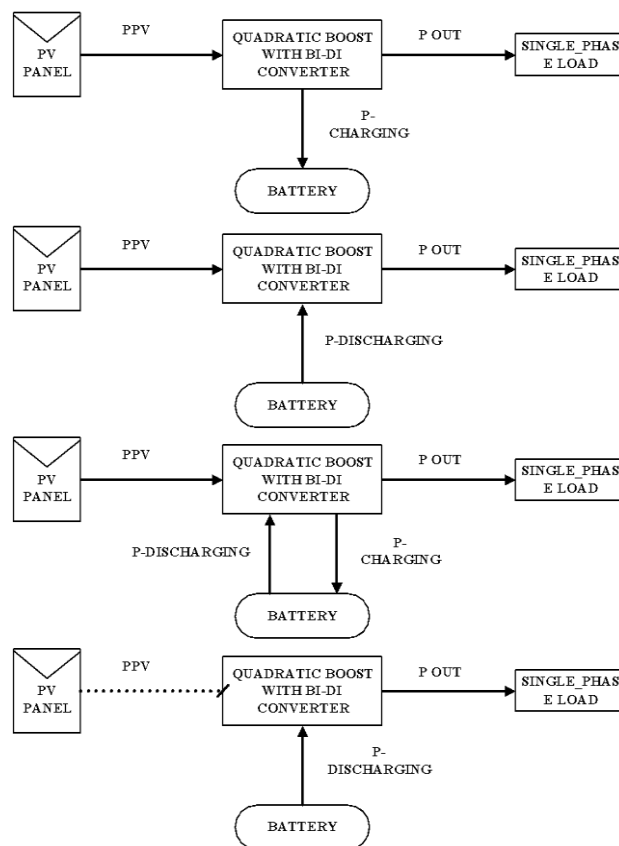 PPV
QUADRATIC BOOST
P OUT
WITH BI-DI
CONVERTER
PV
PANEL
SINGLE_PHAS
E LOAD
P-
CHARGING
BATTERY
PPV
QUADRATIC BOOST
P OUT
WITH BI-DI
CONVERTER
PV
PANEL
SINGLE_PHAS
E LOAD
P-DISCHARGING
BATTERY
PPV
QUADRATIC BOOST
P OUT
WITH BI-DI
CONVERTER
PV
PANEL
SINGLE_PHAS
E LOAD
P-DISCHARGING
P-
CHARGING
BATTERY
PPV
QUADRATIC BOOST
P OUT
WITH BI-DI
CONVERTER
PV
PANEL
SINGLE_PHAS
E LOAD
P-
DISCHARGING
BATTERY